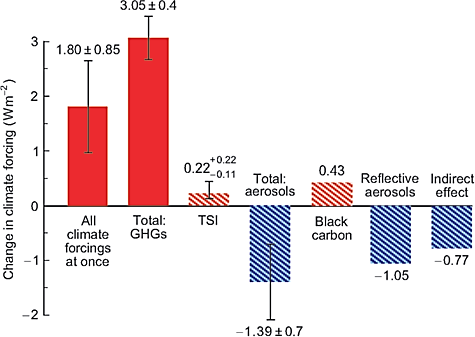 Change in climate forcing (Wm−2)
3
2
1
0
−1
−2
1.80 ± 0.85
3.05 ± 0.4
0.22+0.22−0.11
Total:
aerosols
0.43
Reflective
aerosols
Indirect
effect
All
climate
forcings
at once
Total:
GHGs
TSI
−1.39 ± 0.7
Black
carbon
−1.05
−0.77